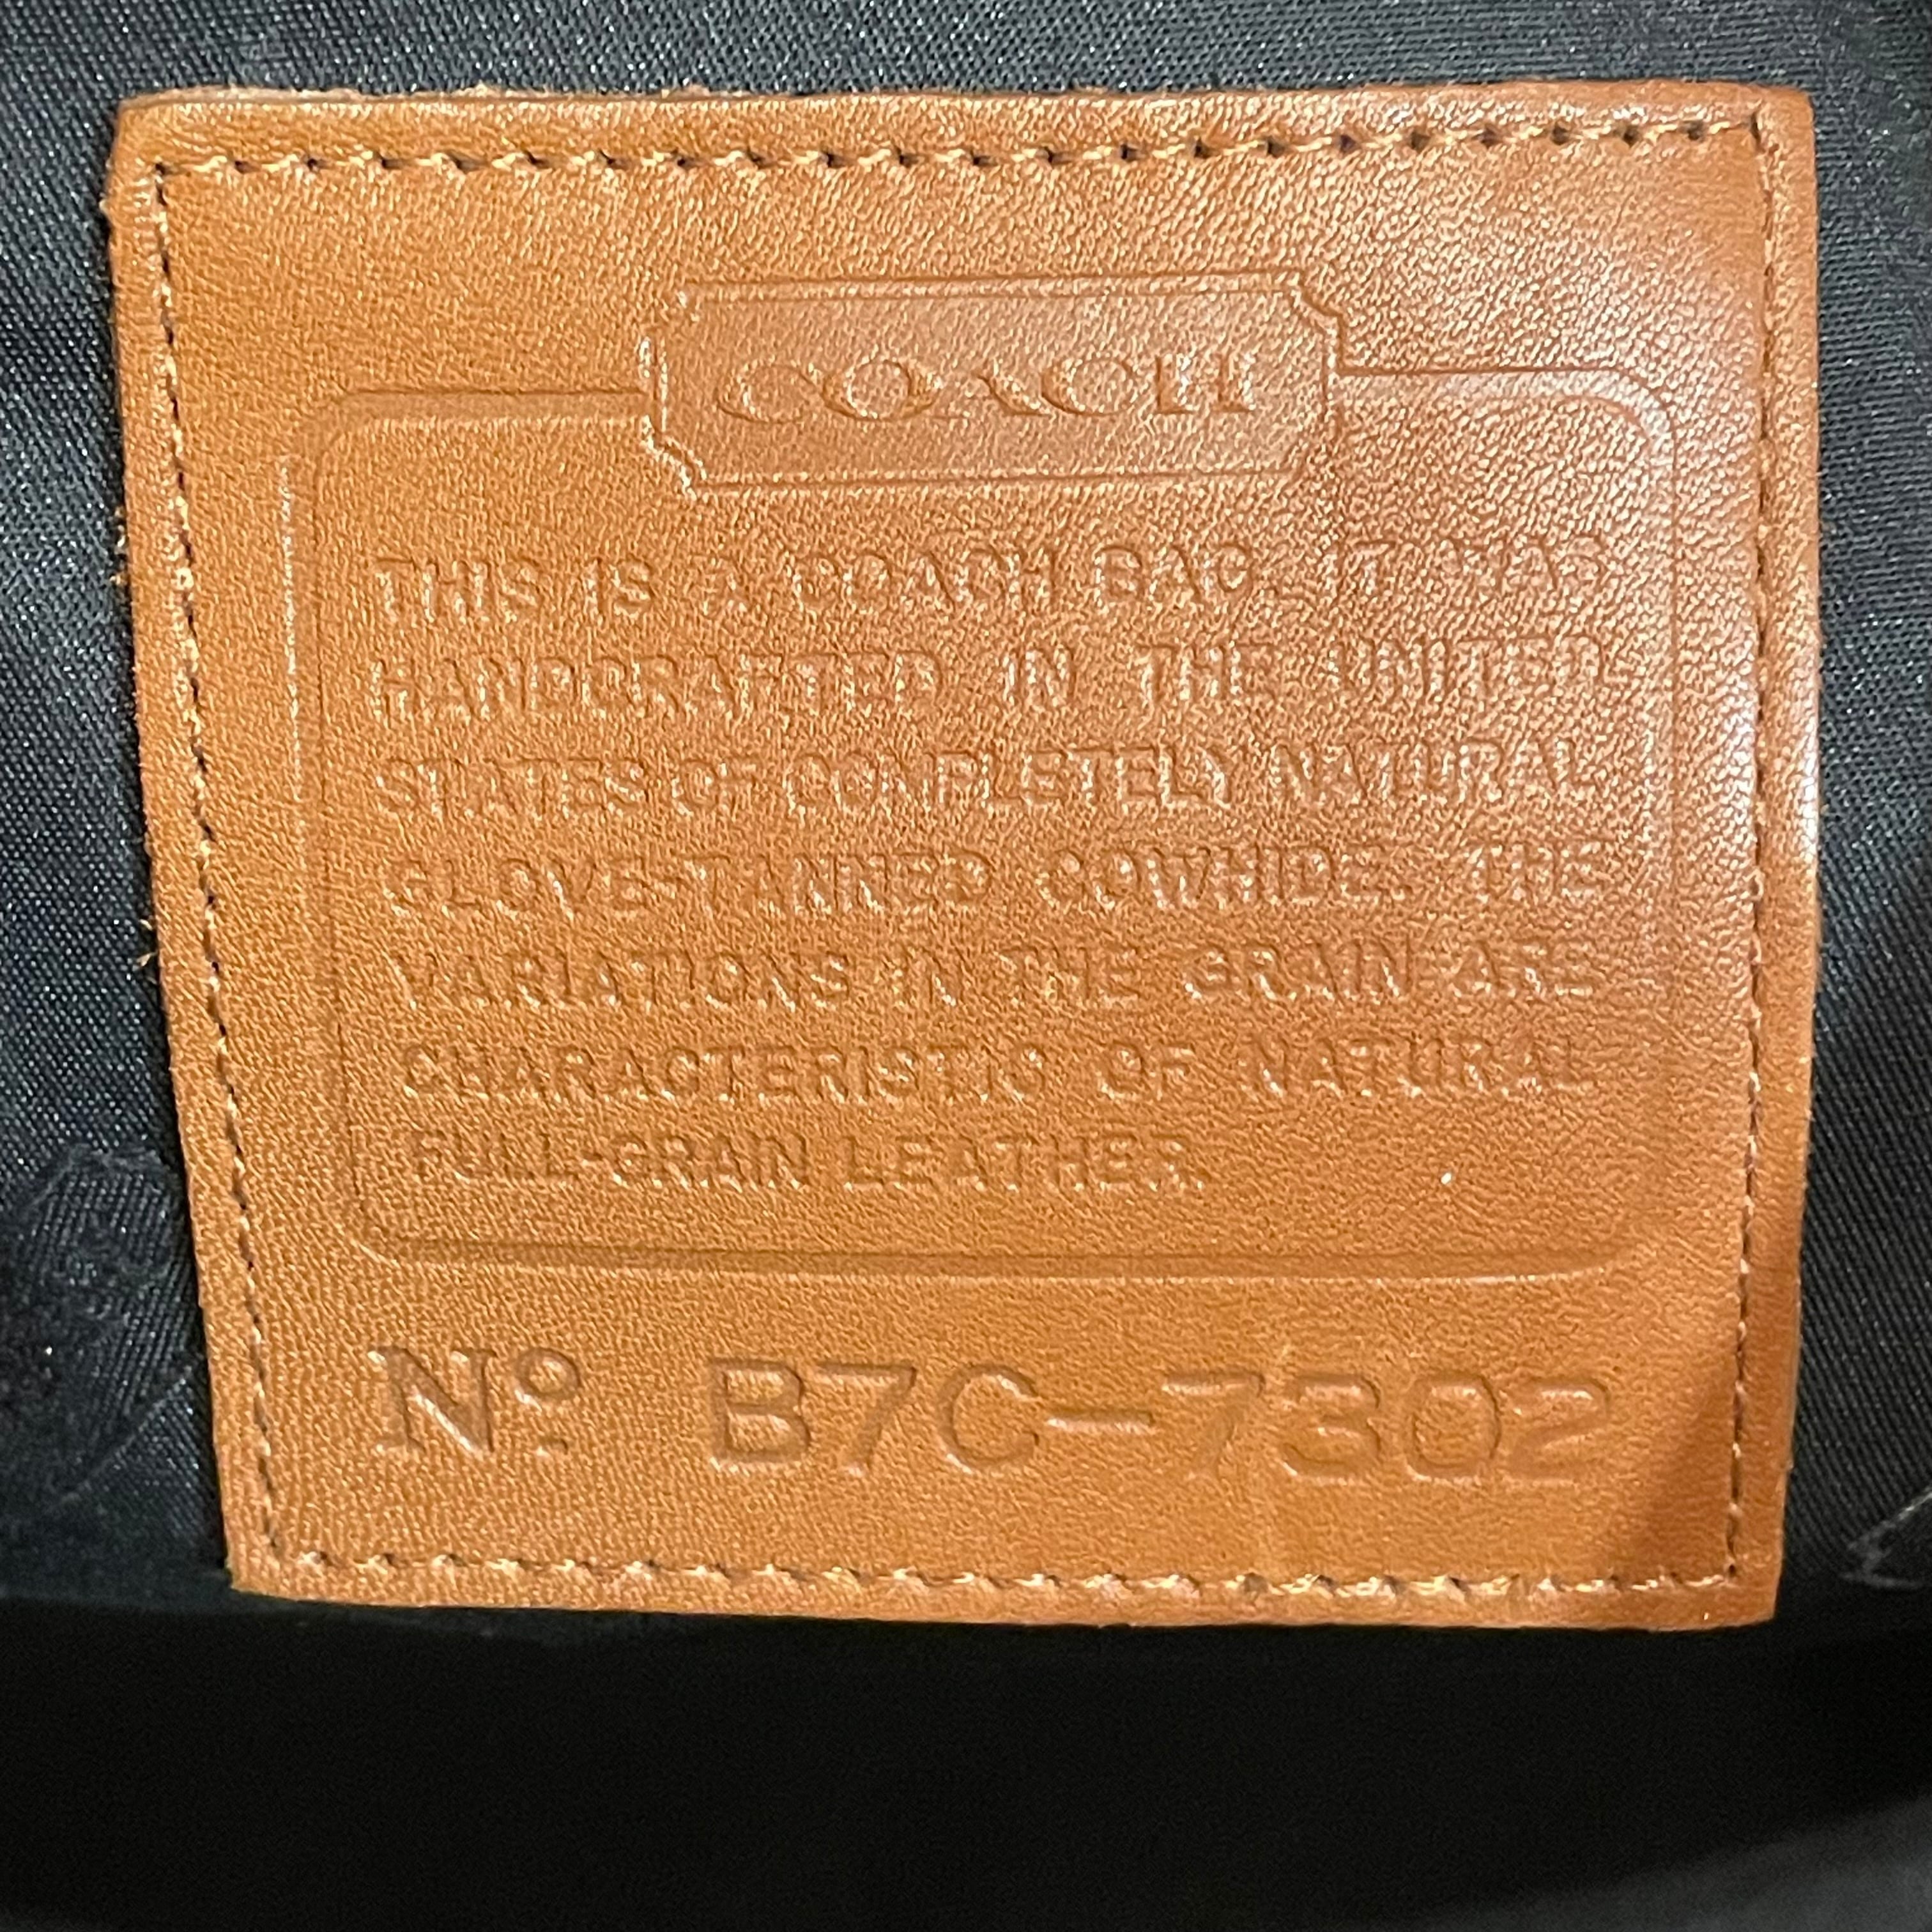 COACH
THIS IS A COACH BAG. IT WAS
HANDCRAFTED IN THE UNITED
STATES OF COMPLETELY NATURAL
GLOVE-TANNED COWHIDE. THE
VARIATIONS IN THE GRAIN ARE
CHARACTERISTIC OF NATURAL
FULL-GRAIN LEATHER.
Nº B7C-7302